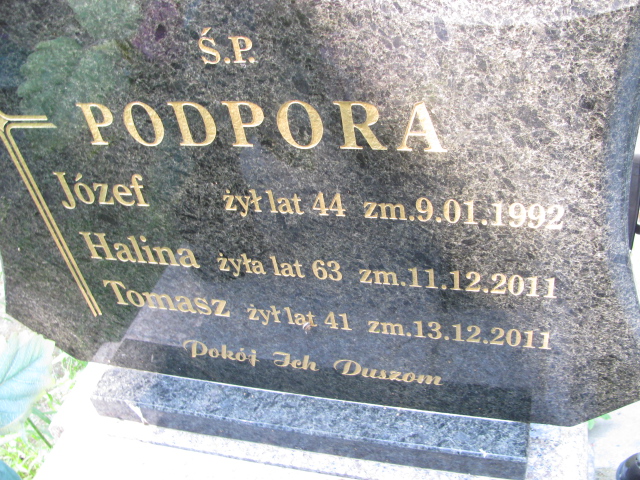 Ś.P.
PODPORA
Józef żył lat 44 zm.9.01.1992
Halina żyła lat 63 zm.11.12.2011
Tomasz żył lat 41 zm.13.12.2011
Pokój Ich Duszom